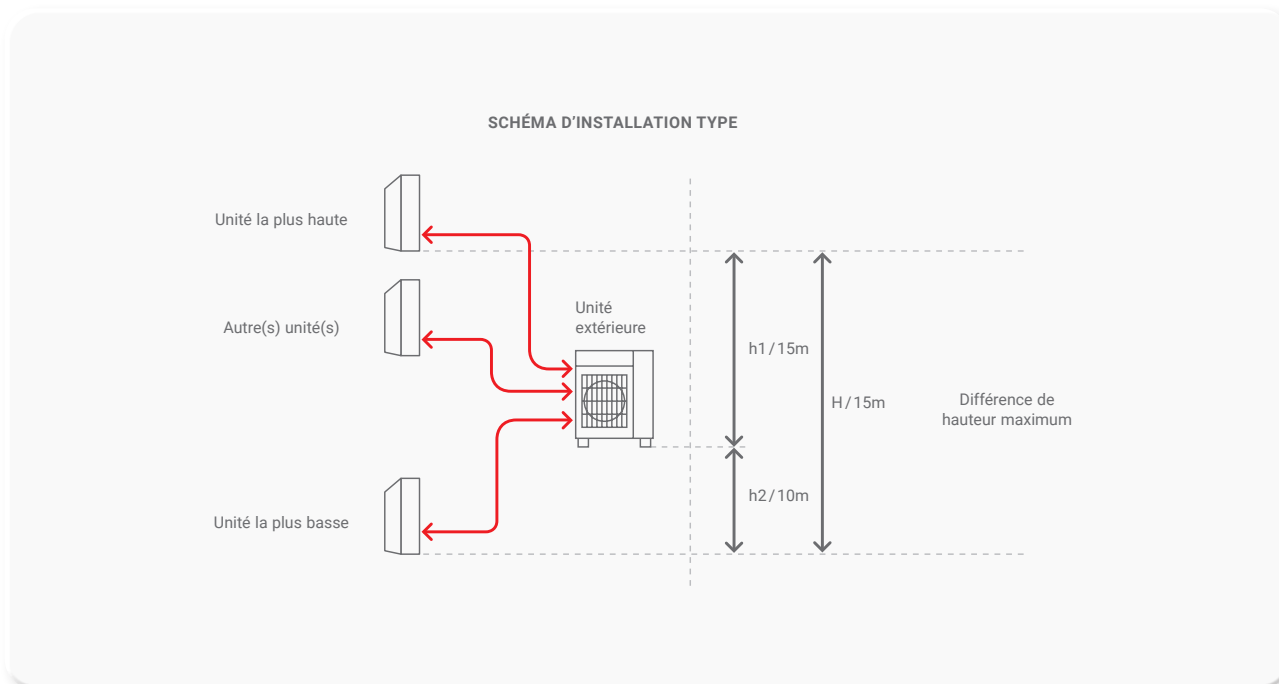 SCHÉMA D'INSTALLATION TYPE
Unité la plus haute
Autre(s) unité(s)
Unité la plus basse
Unité
extérieure
h1/15m
h2/10m
H/15m
Différence de
hauteur maximum